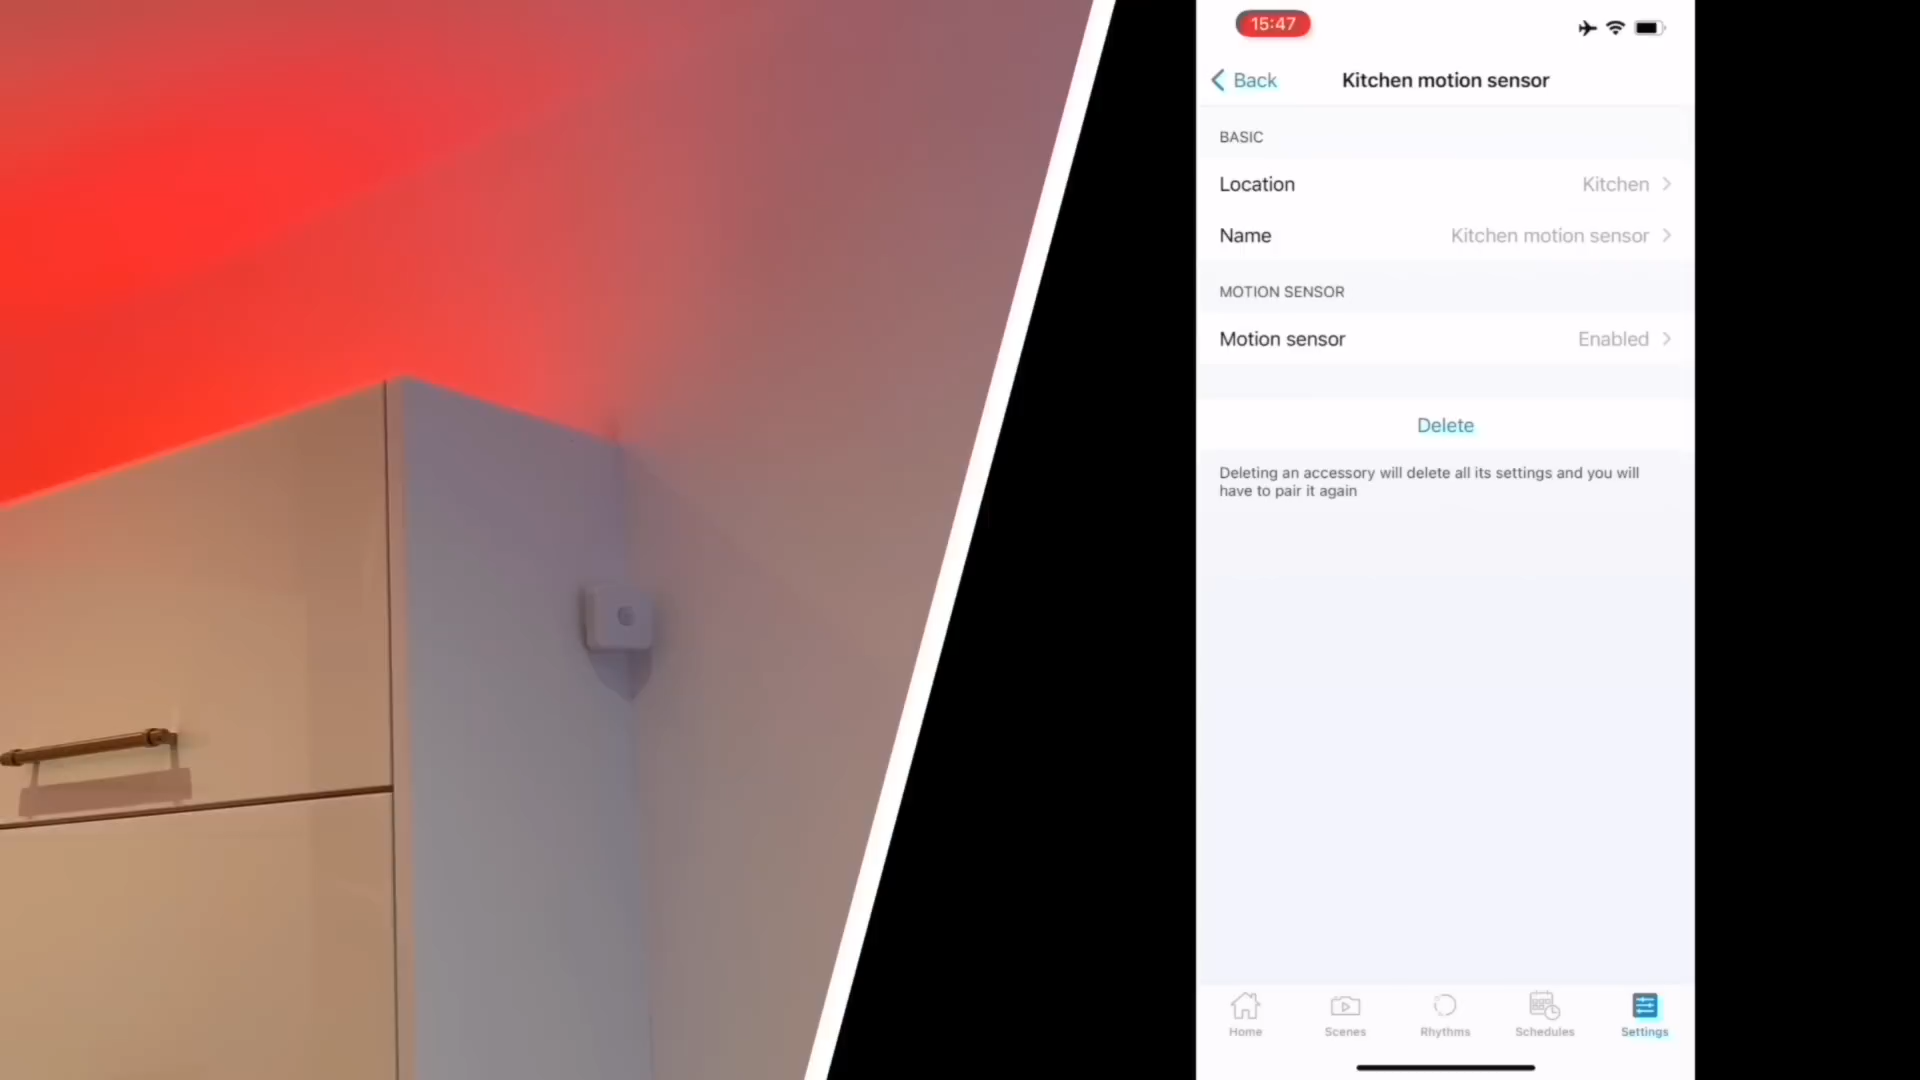 15:47
Back
Kitchen motion sensor
BASIC
Location
Kitchen
Name
Kitchen motion sensor
MOTION SENSOR
Motion sensor
Enabled
Delete
Deleting an accessory will delete all its settings and you will
have to pair it again
Home
Scenes
Rhythms
Schedules
Settings